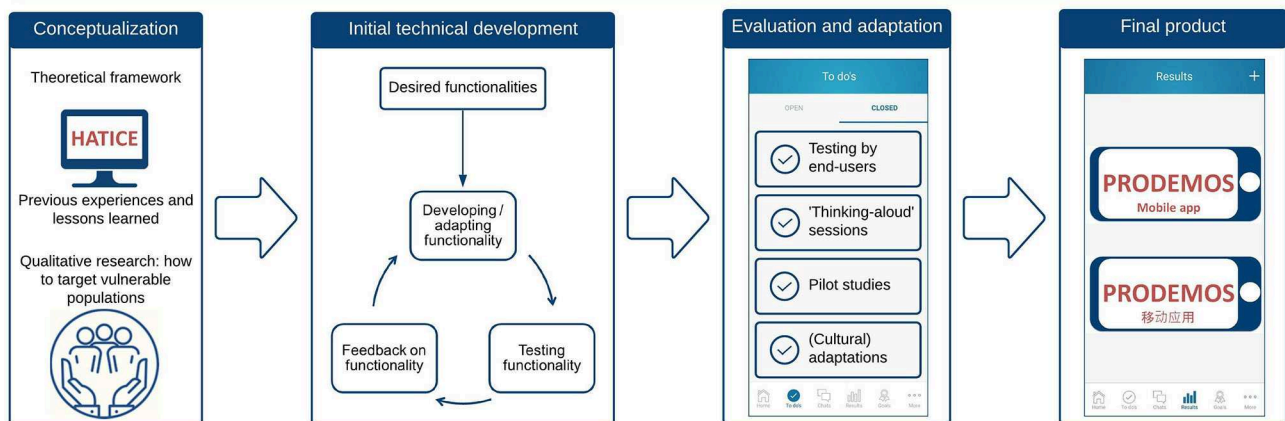 Conceptualization
Theoretical framework
HATICE
Previous experiences and
lessons learned
Qualitative research: how
to target vulnerable
populations
Initial technical development
Desired functionalities
Developing /
adapting
functionality
Feedback on
functionality
Testing
functionality
Evaluation and adaptation
To do's
OPEN
CLOSED
Testing by
end-users
'Thinking-aloud'
sessions
Pilot studies
(Cultural)
adaptations
Home
To do's
Chats
Results
Goals
More
Final product
Results
+
PRODEMOS
Mobile app
PRODEMOS
移动应用
Home
To do's
Chats
Results
Goals
More